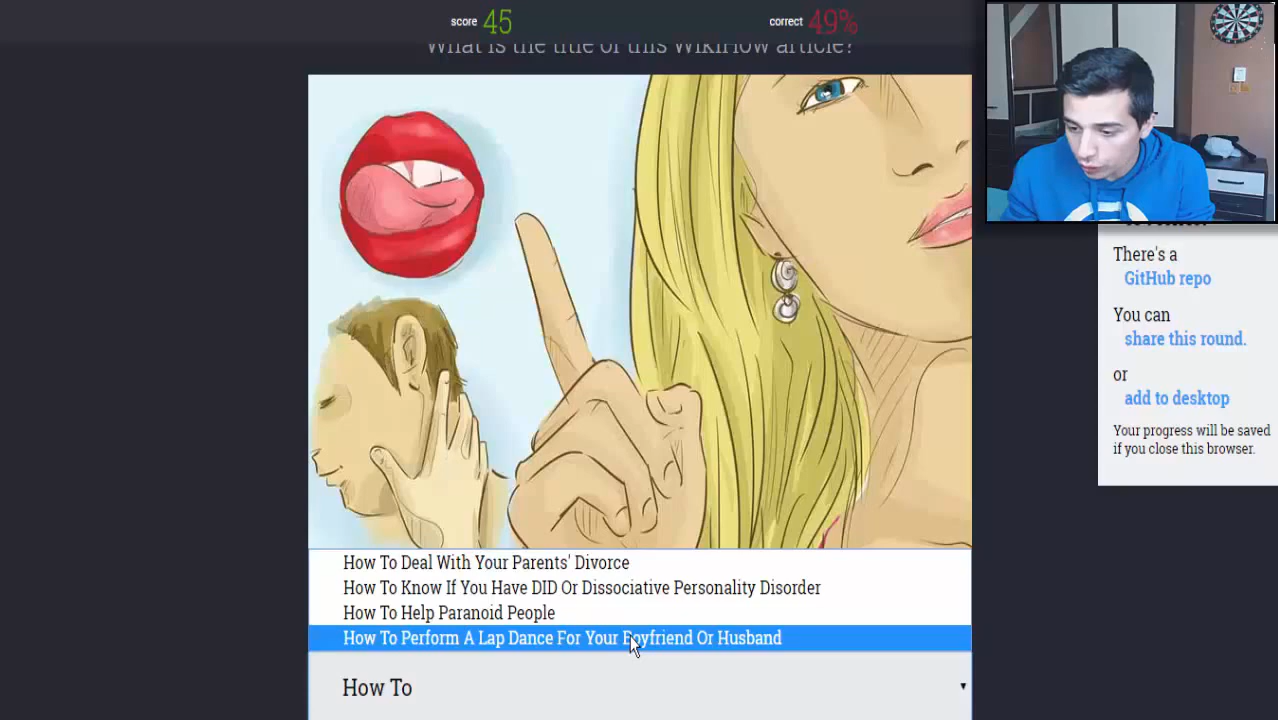 score 45
correct 49%
What is the title of this WikiHow article?
There's a
GitHub repo
You can
share this round.
or
add to desktop
Your progress will be saved
if you close this browser.
How To Deal With Your Parents' Divorce
How To Know If You Have DID Or Dissociative Personality Disorder
How To Help Paranoid People
How To Perform A Lap Dance For Your Boyfriend Or Husband
How To